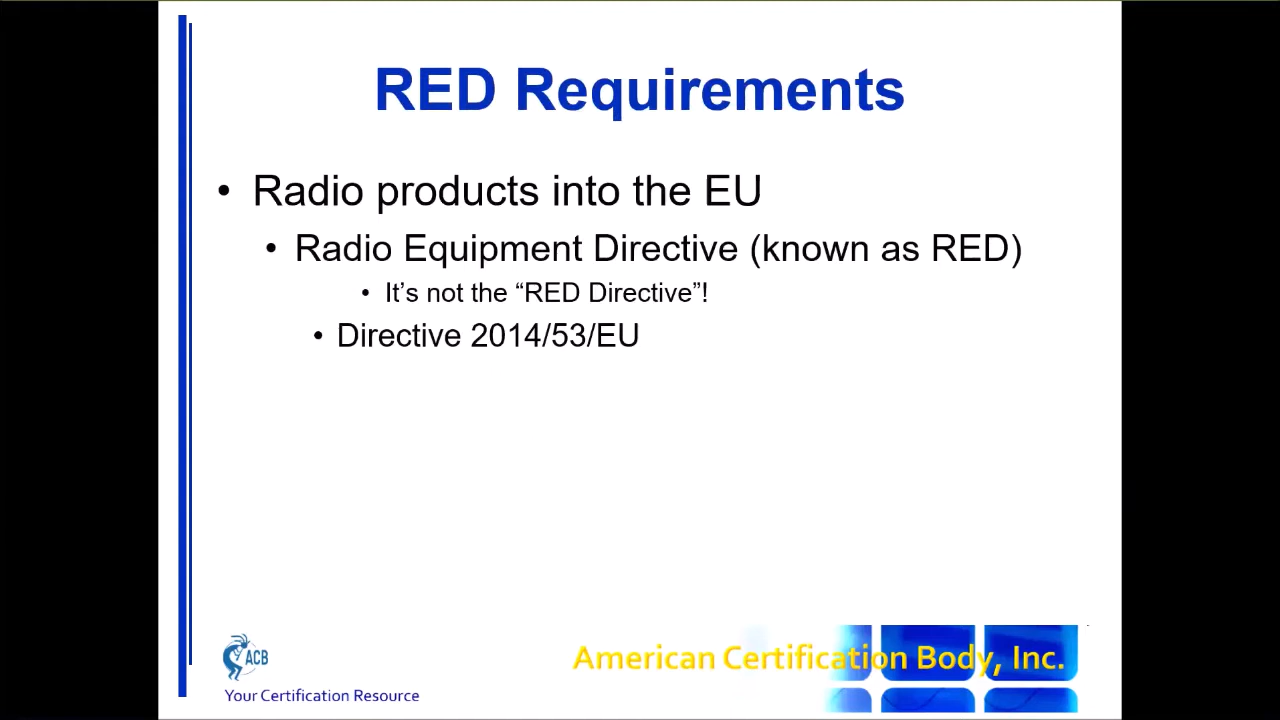 RED Requirements
• Radio products into the EU
• Radio Equipment Directive (known as RED)
• It’s not the “RED Directive”!
• Directive 2014/53/EU
ACB
Your Certification Resource
American Certification Body, Inc.